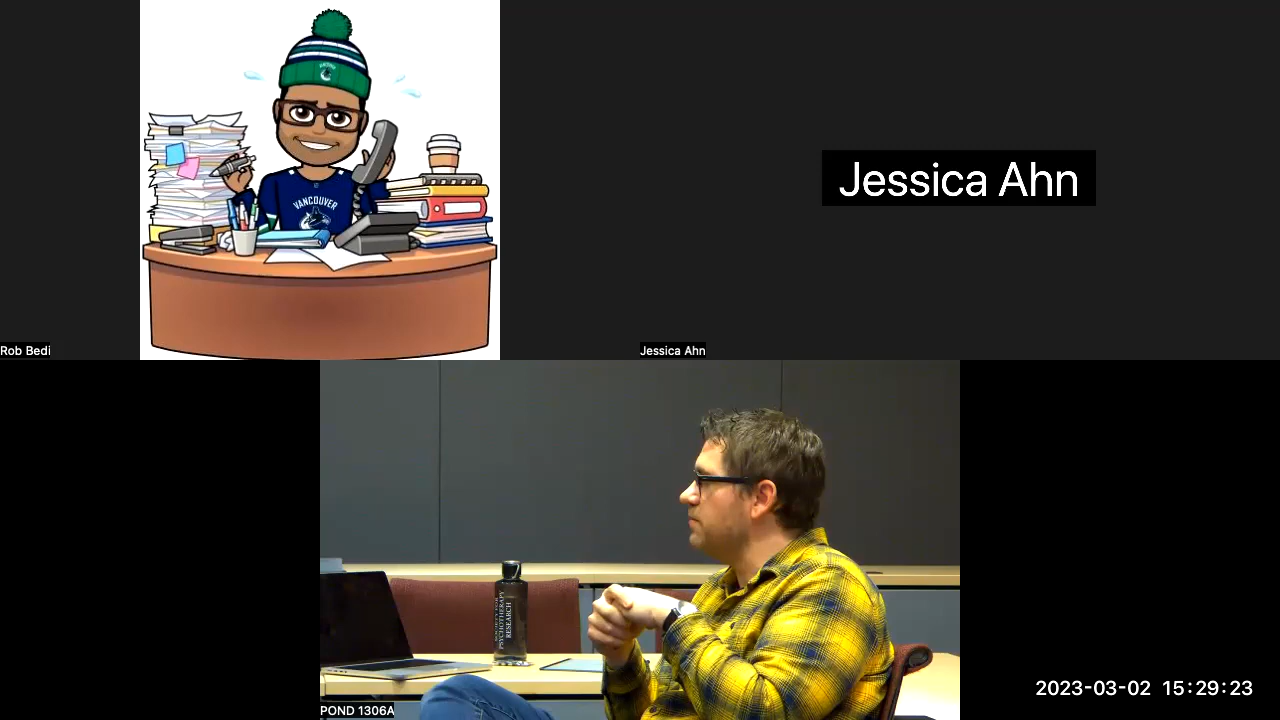 VANCOUVER
Jessica Ahn
Rob Bedi
Jessica Ahn
PSYCHOTHERAPY
RESEARCH
POND 1306A
2023-03-02 15:29:23